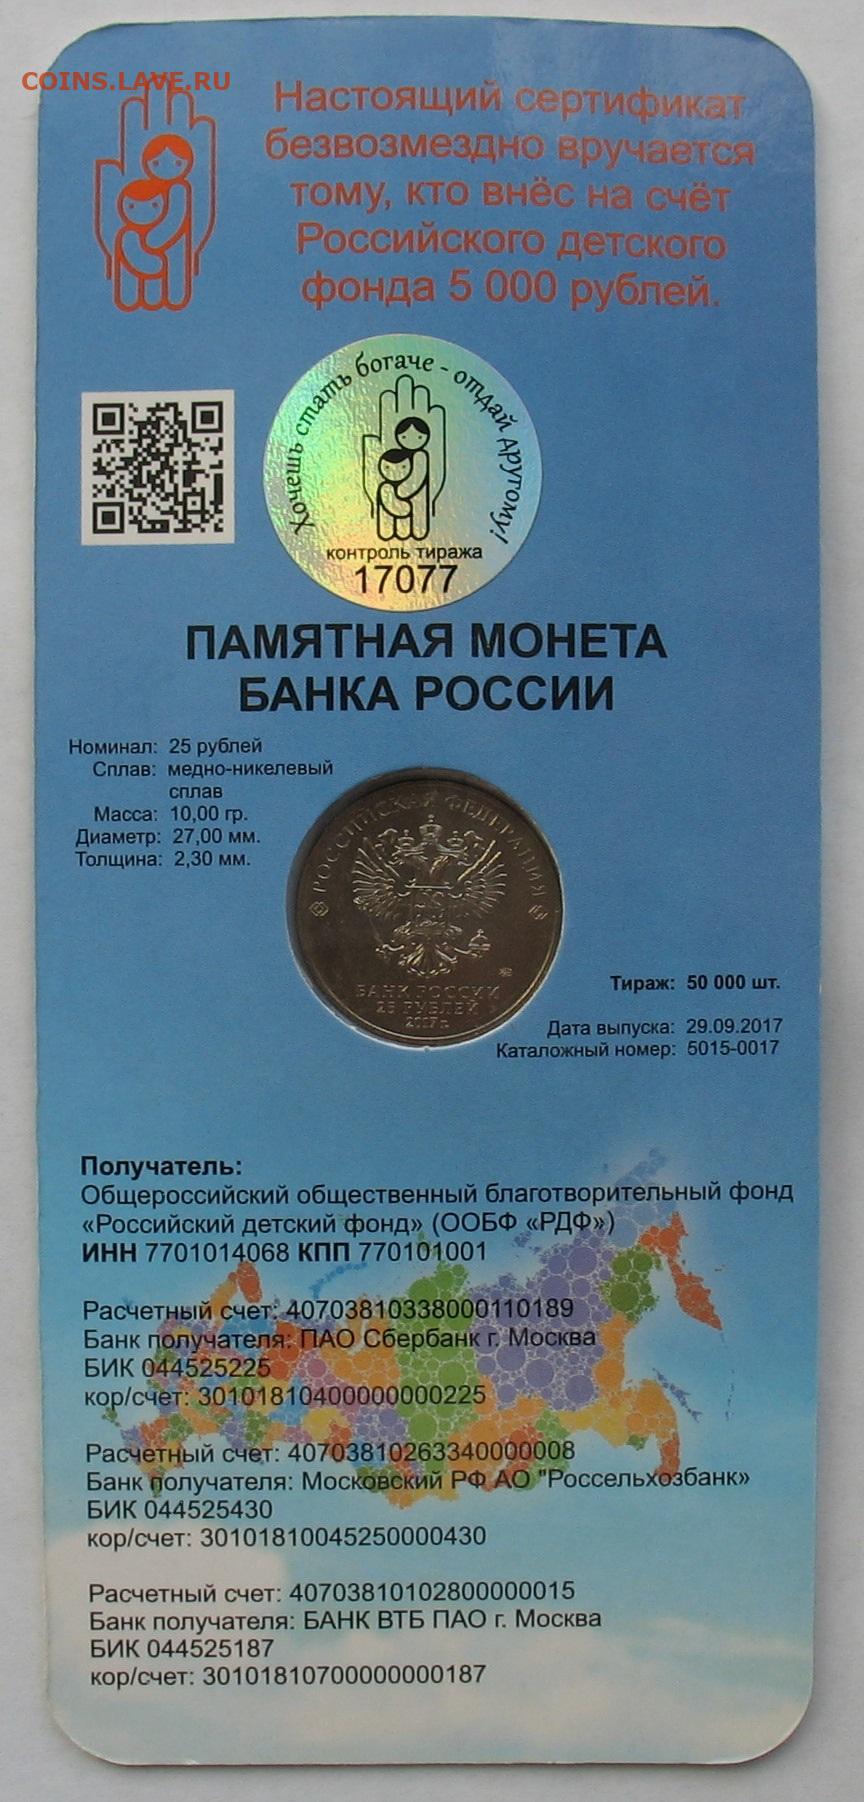 COINS.LAVE.RU
Настоящий сертификат
безвозмездно вручается
тому, кто внёс на счёт
Российского детского
фонда 5 000 рублей.
Хочешь стать богаче - отдай другому!
контроль тиража
17077
ПАМЯТНАЯ МОНЕТА
БАНКА РОССИИ
Номинал: 25 рублей
Сплав: медно-никелевый
сплав
Масса: 10,00 гр.
Диаметр: 27,00 мм.
Толщина: 2,30 мм.
РОССИЙСКАЯ ФЕДЕРАЦИЯ
БАНК РОССИИ
25 РУБЛЕЙ
2017 г.
Тираж: 50 000 шт.
Дата выпуска: 29.09.2017
Каталожный номер: 5015-0017
Получатель:
Общероссийский общественный благотворительный фонд
«Российский детский фонд» (ООБФ «РДФ»)
ИНН 7701014068 КПП 770101001
Расчетный счет: 40703810338000110189
Банк получателя: ПАО Сбербанк г. Москва
БИК 044525225
кор/счет: 30101810400000000225
Расчетный счет: 40703810263340000008
Банк получателя: Московский РФ АО "Россельхозбанк»
БИК 044525430
кор/счет: 30101810045250000430
Расчетный счет: 40703810102800000015
Банк получателя: БАНК ВТБ ПАО г. Москва
БИК 044525187
кор/счет: 30101810700000000187